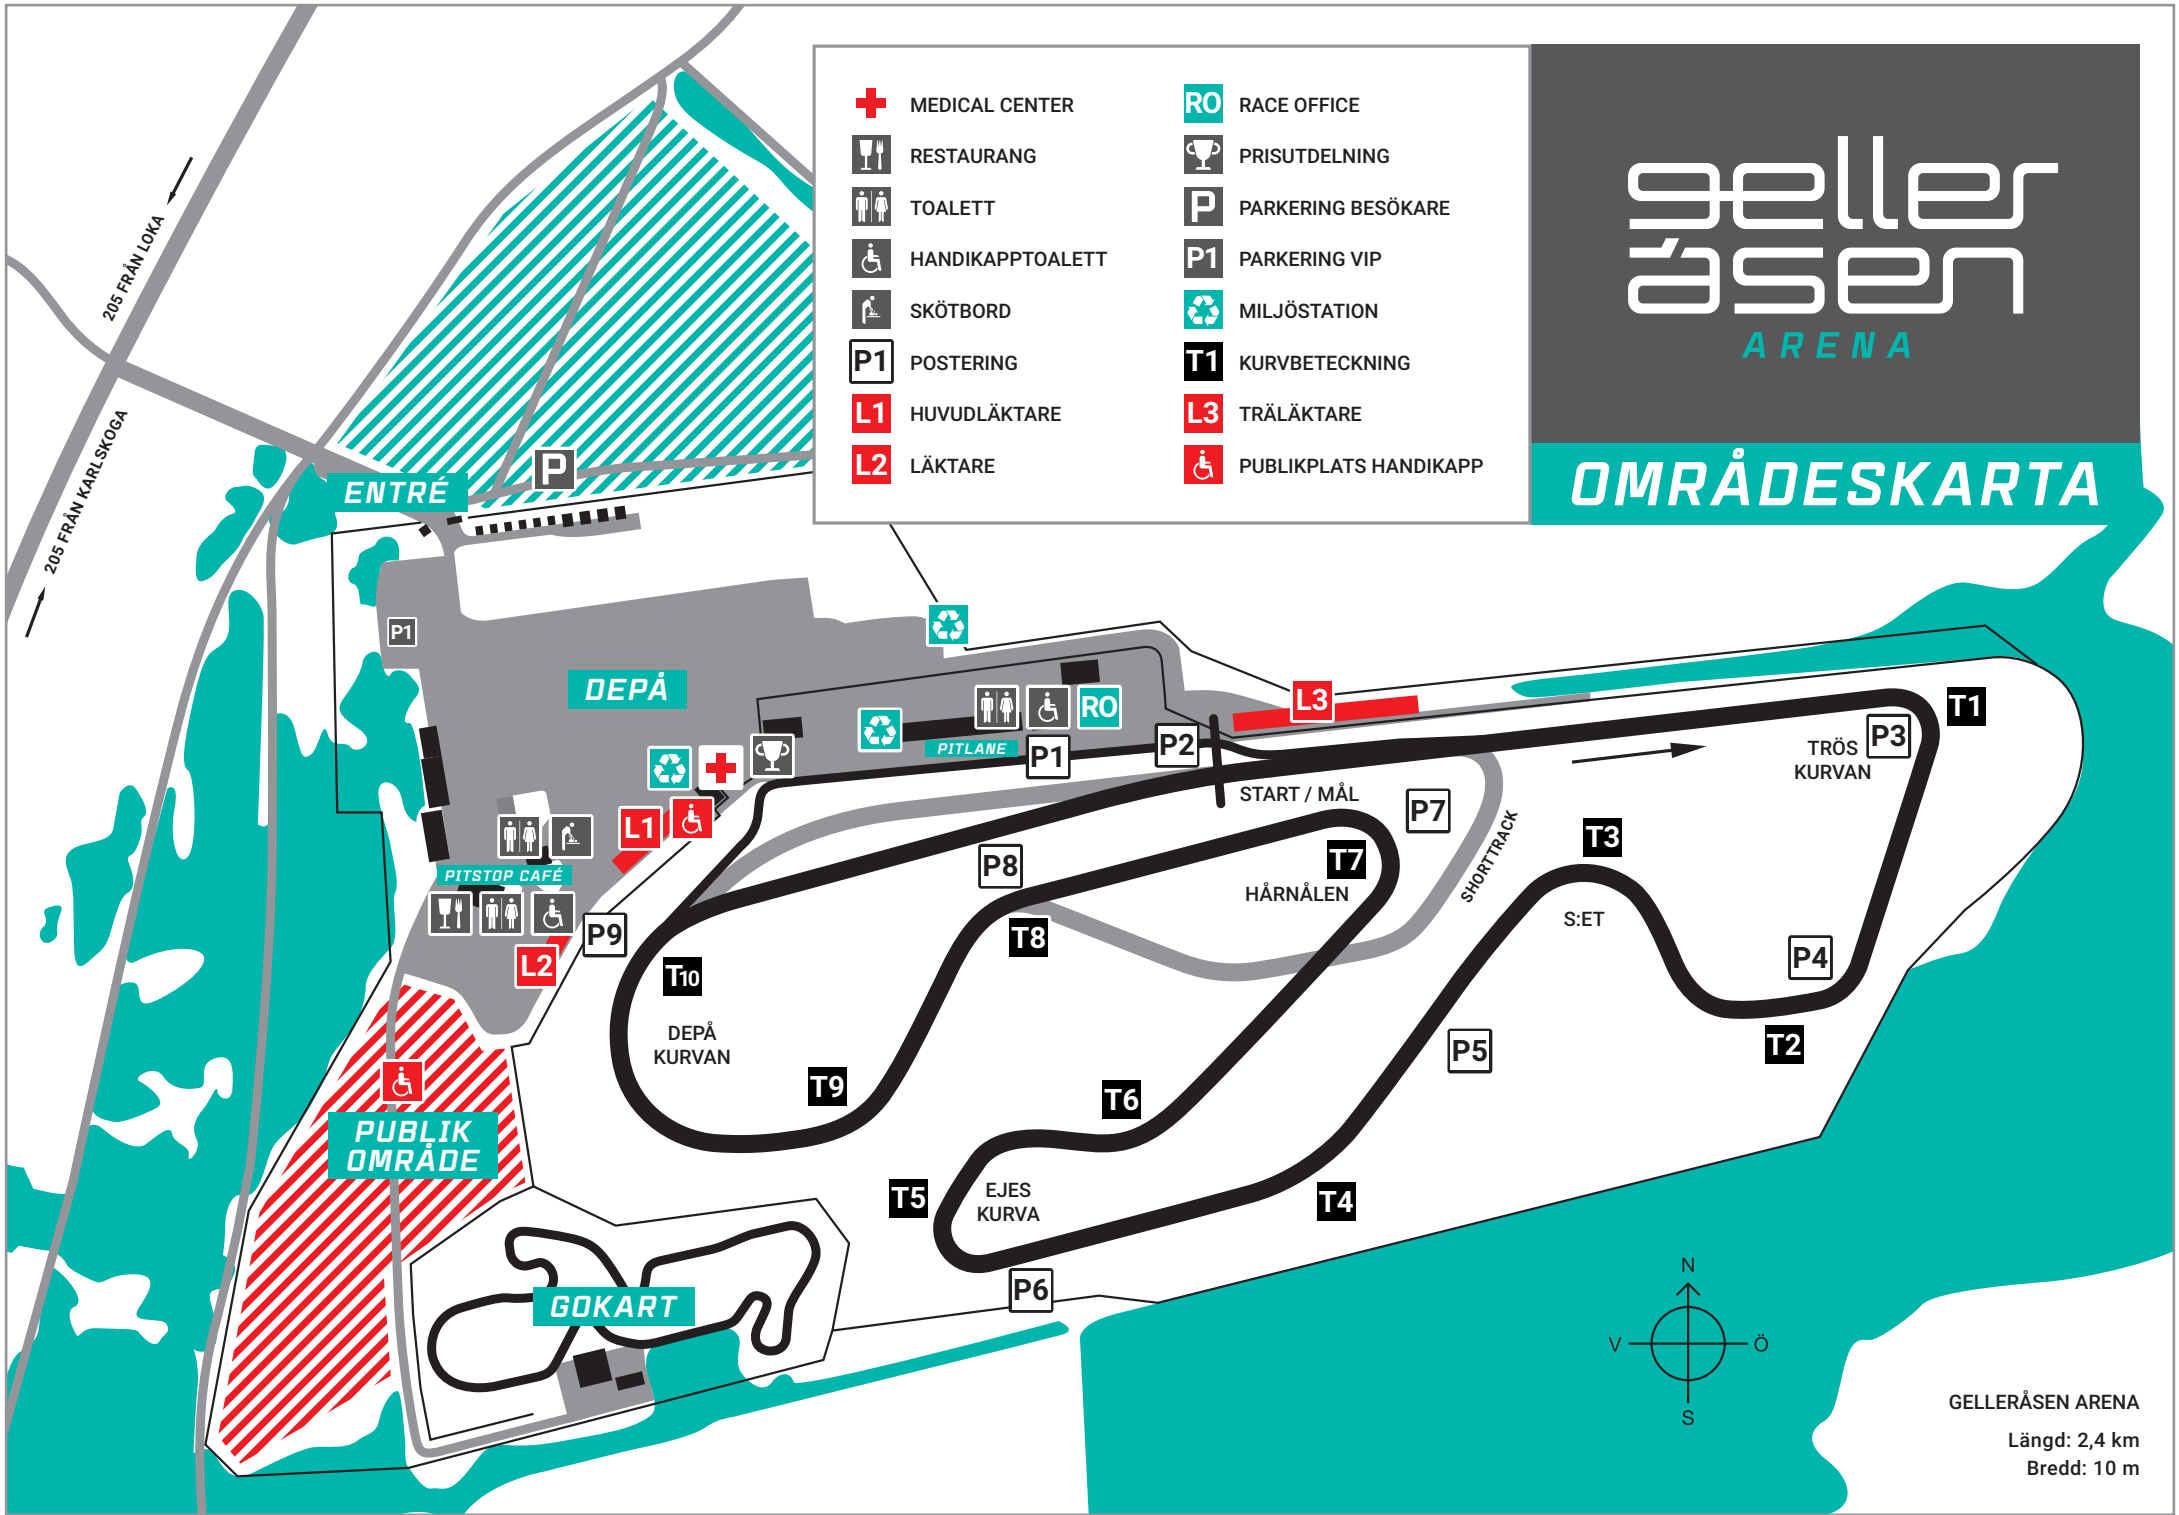 MEDICAL CENTER
RESTAURANG
TOALETT
HANDIKAPPTOALETT
SKÖTBORD
P1 POSTERING
L1 HUVUDLÄKTARE
L2 LÄKTARE
RO RACE OFFICE
PRISUTDELNING
P PARKERING BESÖKARE
P1 PARKERING VIP
MILJÖSTATION
T1 KURVBETECKNING
L3 TRÄLÄKTARE
PUBLIKPLATS HANDIKAPP
geller
åsen
ARENA
OMRÅDESKARTA
205 FRÅN LOKA
205 FRÅN KARLSKOGA
ENTRÉ
P
P1
DEPÅ
RO
L3
PITLANE
P1
P2
T1
P3
TRÖS
KURVAN
START / MÅL
L1
P7
SHORTTRACK
T3
T7
P8
HÅRNÅLEN
S:ET
PITSTOP CAFÉ
P9
T8
L2
T10
P4
DEPÅ
KURVAN
P5
T2
T9
T6
PUBLIK
OMRÅDE
T5
EJES
KURVA
T4
P6
GOKART
N
V
Ö
S
GELLERÅSEN ARENA
Längd: 2,4 km
Bredd: 10 m